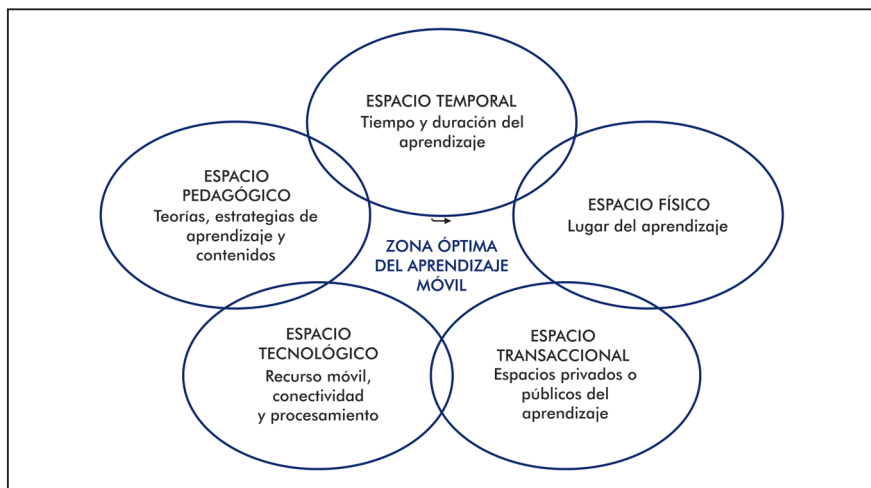 ESPACIO TEMPORAL
Tiempo y duración del
aprendizaje
ESPACIO
PEDAGÓGICO
Teorías, estrategias de
aprendizaje y
contenidos
ESPACIO FÍSICO
Lugar del aprendizaje
ZONA ÓPTIMA
DEL APRENDIZAJE
MÓVIL
ESPACIO
TECNOLÓGICO
Recurso móvil,
conectividad
y procesamiento
ESPACIO
TRANSACCIONAL
Espacios privados o
públicos del
aprendizaje